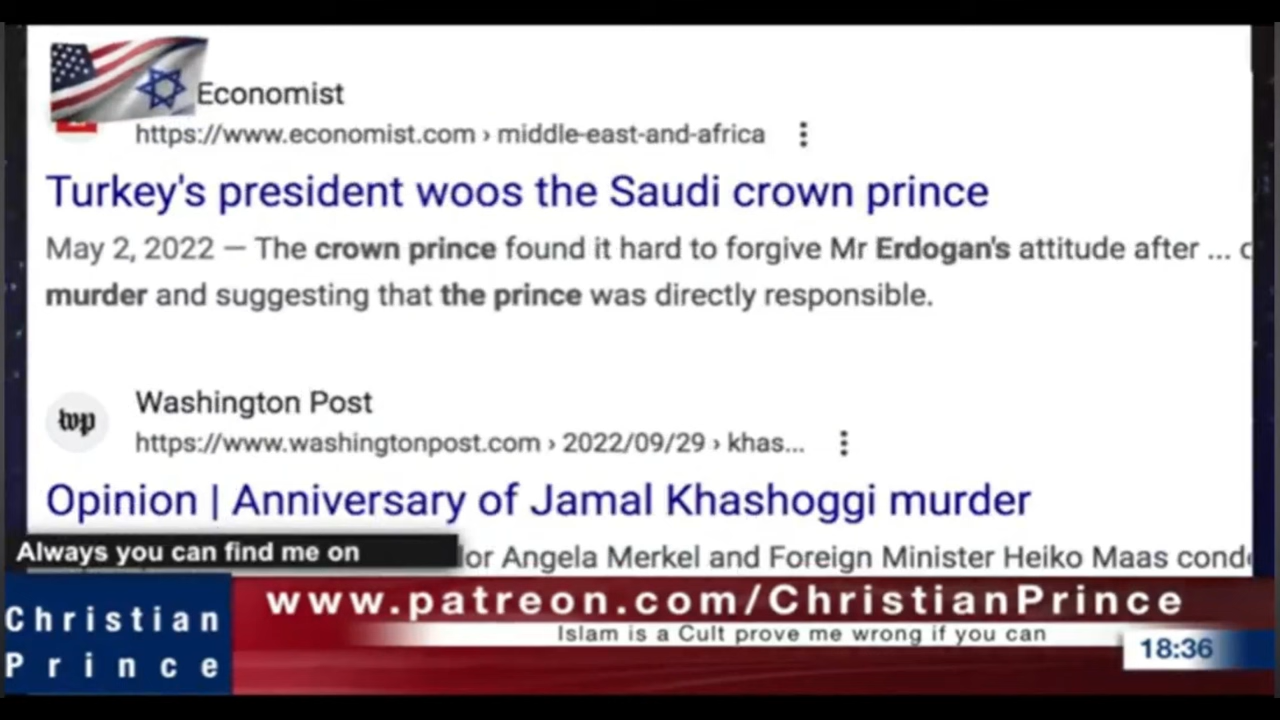 Economist
https://www.economist.com › middle-east-and-africa
Turkey's president woos the Saudi crown prince
May 2, 2022 — The crown prince found it hard to forgive Mr Erdogan's attitude after ...
murder and suggesting that the prince was directly responsible.
wp
Washington Post
https://www.washingtonpost.com › 2022/09/29 › khas...
Opinion | Anniversary of Jamal Khashoggi murder
Always you can find me on
lor Angela Merkel and Foreign Minister Heiko Maas cond
www.patreon.com/ChristianPrince
Islam is a Cult prove me wrong if you can
Christian
Prince
18:36